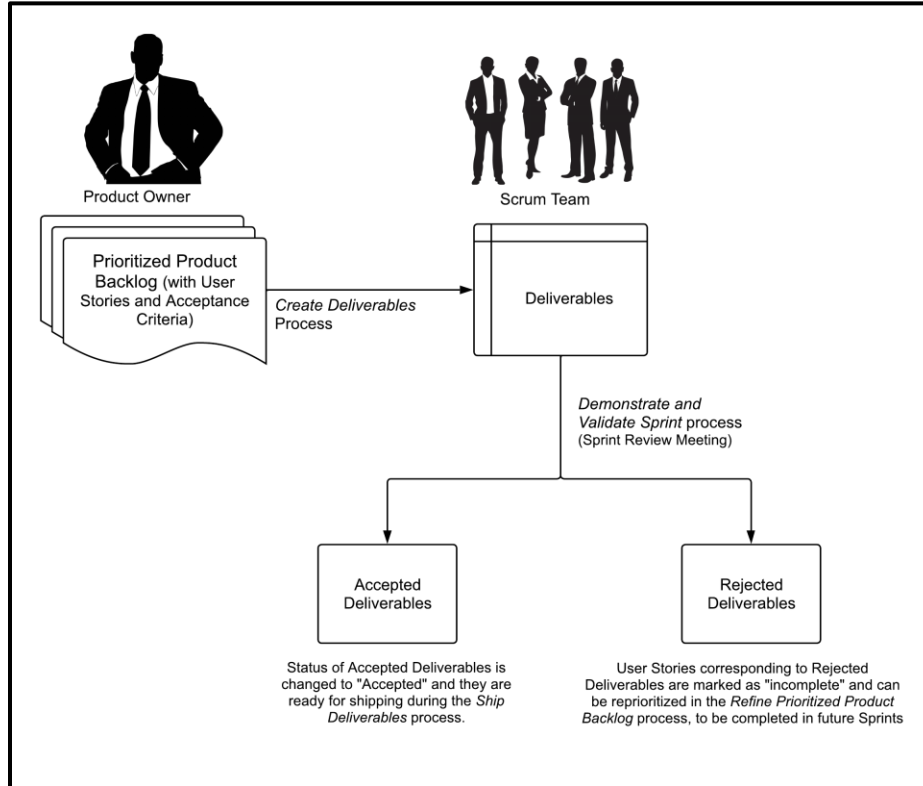 Product Owner
Scrum Team
Prioritized Product
Backlog (with User
Stories and Acceptance
Criteria)
Create Deliverables
Process
Deliverables
Demonstrate and
Validate Sprint process
(Sprint Review Meeting)
Accepted
Deliverables
Rejected
Deliverables
Status of Accepted Deliverables is
changed to "Accepted" and they are
ready for shipping during the Ship
Deliverables process.
User Stories corresponding to Rejected
Deliverables are marked as "incomplete" and can
be reprioritized in the Refine Prioritized Product
Backlog process, to be completed in future Sprints